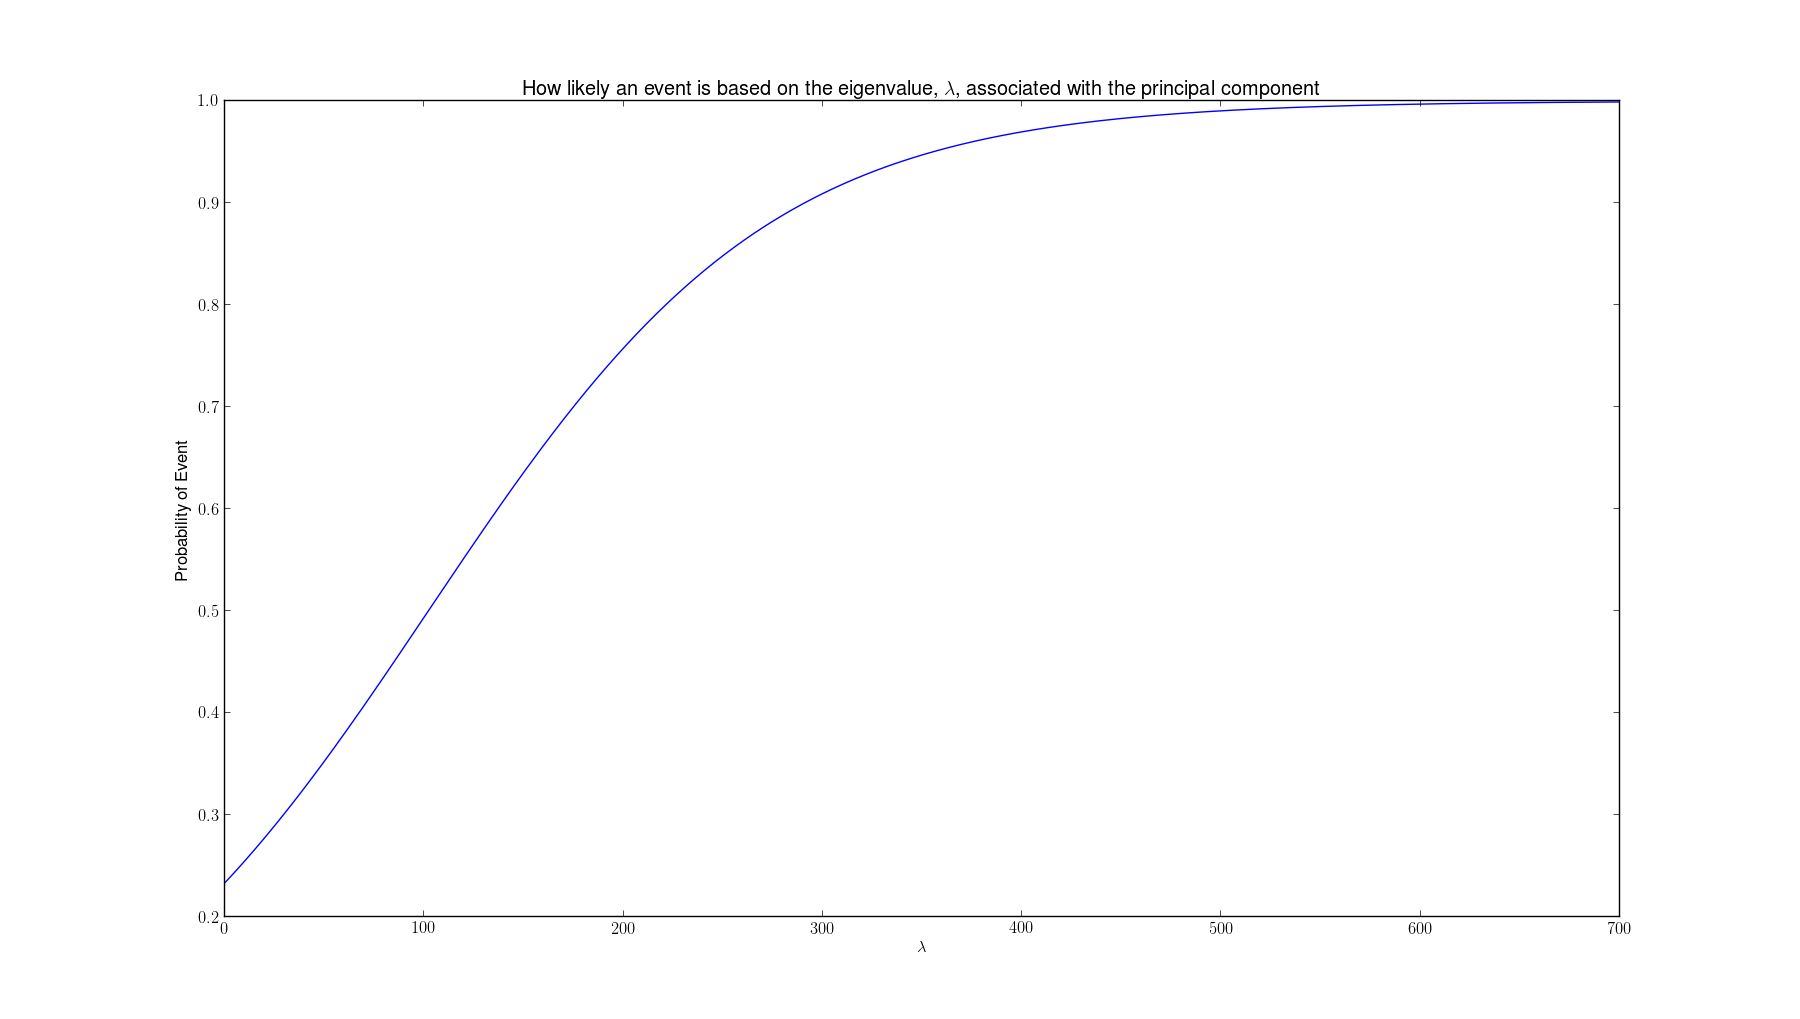 How likely an event is based on the eigenvalue, λ, associated with the principal component
1.0
0.9
0.8
0.7
0.6
0.5
0.4
0.3
0.2
Probability of Event
0 100 200 300 400 500 600 700
λ